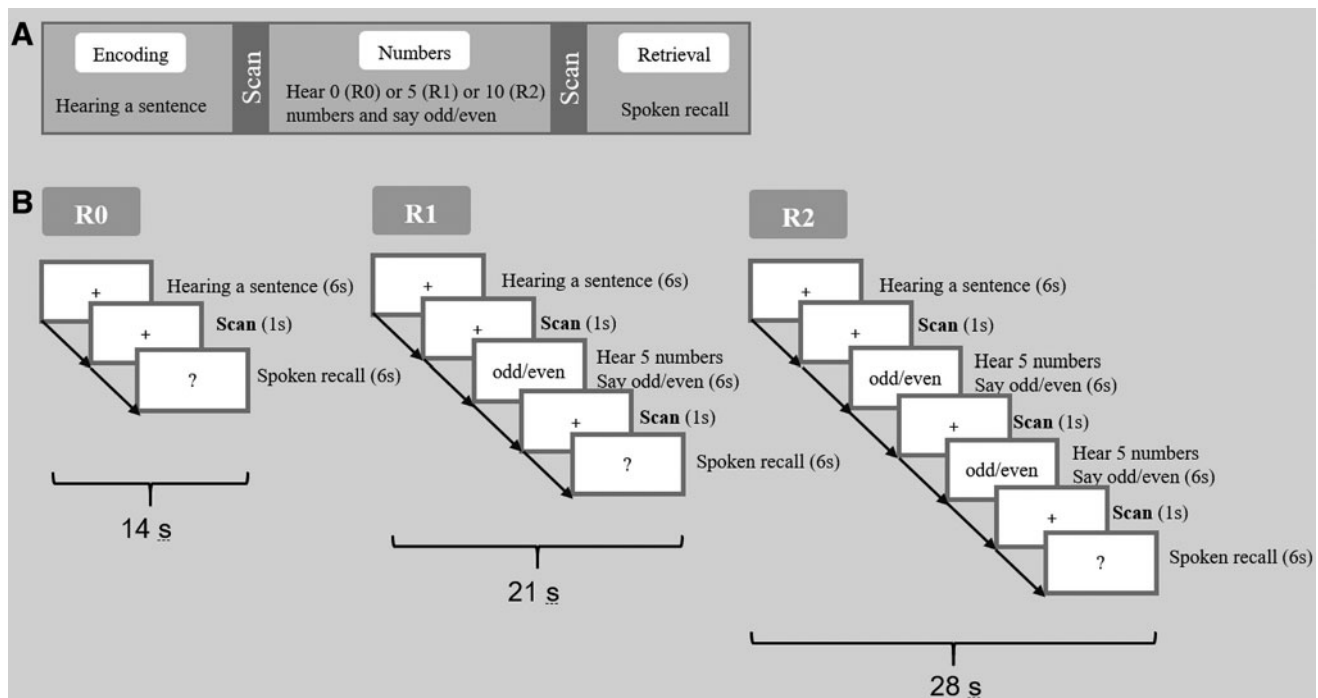 A
Encoding
Scan
Numbers
Scan
Retrieval
Hearing a sentence
Hear 0 (R0) or 5 (R1) or 10 (R2)
numbers and say odd/even
Spoken recall
B
R0
+
Hearing a sentence (6s)
+
Scan (1s)
?
Spoken recall (6s)
14 s
R1
+
Hearing a sentence (6s)
+
Scan (1s)
odd/even
Hear 5 numbers
Say odd/even (6s)
+
Scan (1s)
?
Spoken recall (6s)
21 s
R2
+
Hearing a sentence (6s)
+
Scan (1s)
odd/even
Hear 5 numbers
Say odd/even (6s)
+
Scan (1s)
odd/even
Hear 5 numbers
Say odd/even (6s)
+
Scan (1s)
?
Spoken recall (6s)
28 s